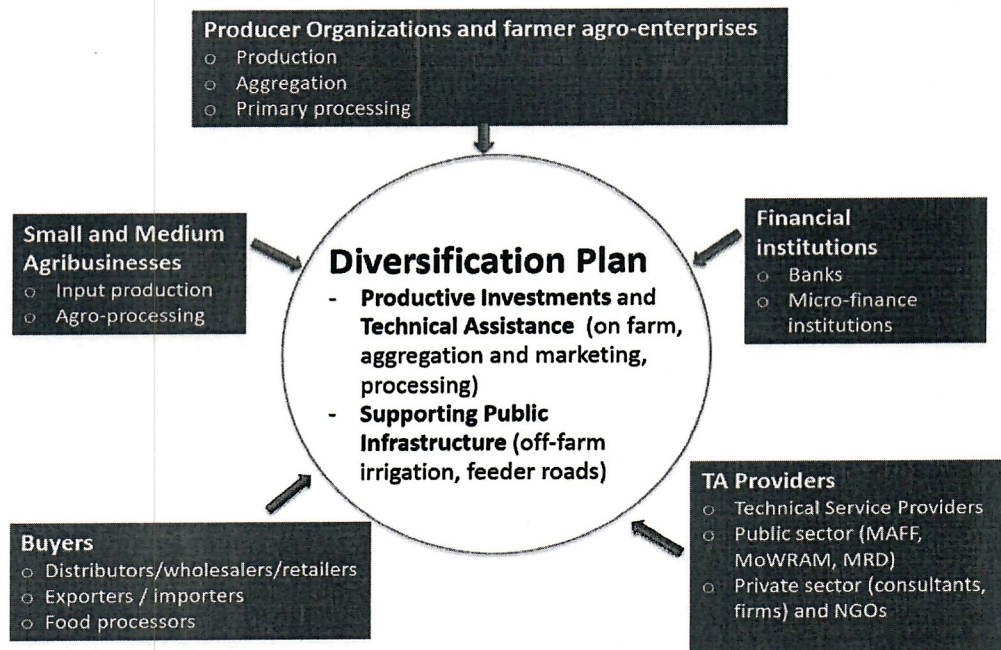 Producer Organizations and farmer agro-enterprises
o Production
o Aggregation
o Primary processing
Small and Medium
Agribusinesses
o Input production
o Agro-processing
Financial
institutions
o Banks
o Micro-finance
institutions
Diversification Plan
- Productive Investments and
Technical Assistance (on farm,
aggregation and marketing,
processing)
- Supporting Public
Infrastructure (off-farm
irrigation, feeder roads)
Buyers
o Distributors/wholesalers/retailers
o Exporters / importers
o Food processors
TA Providers
o Technical Service Providers
o Public sector (MAFF,
MoWRAM, MRD)
o Private sector (consultants,
firms) and NGOs